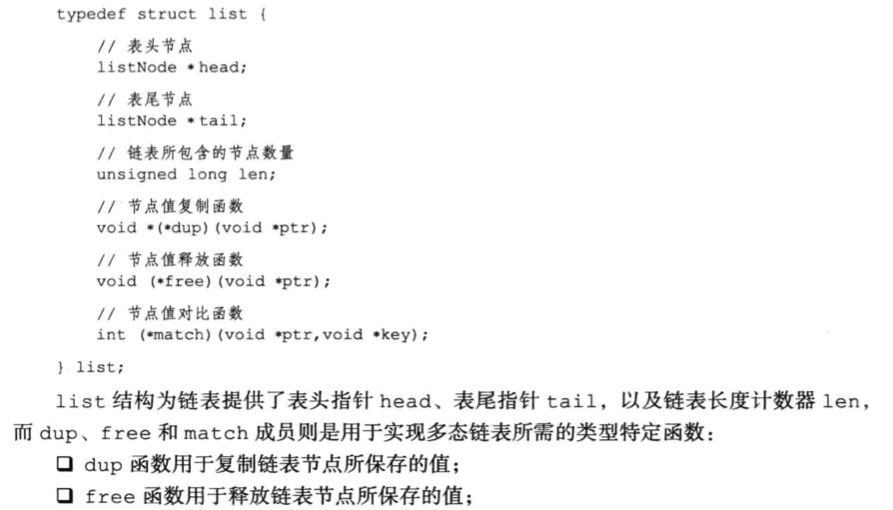 typedef struct list {
// 表头节点
listNode *head;
// 表尾节点
listNode *tail;
// 链表所包含的节点数量
unsigned long len;
// 节点值复制函数
void *(*dup)(void *ptr);
// 节点值释放函数
void (*free)(void *ptr);
// 节点值对比函数
int (*match)(void *ptr,void *key);
} list;
list 结构为链表提供了表头指针 head、表尾指针 tail，以及链表长度计数器 len，
而 dup、free 和 match 成员则是用于实现多态链表所需的类型特定函数：
❑ dup 函数用于复制链表节点所保存的值；
❑ free 函数用于释放链表节点所保存的值；